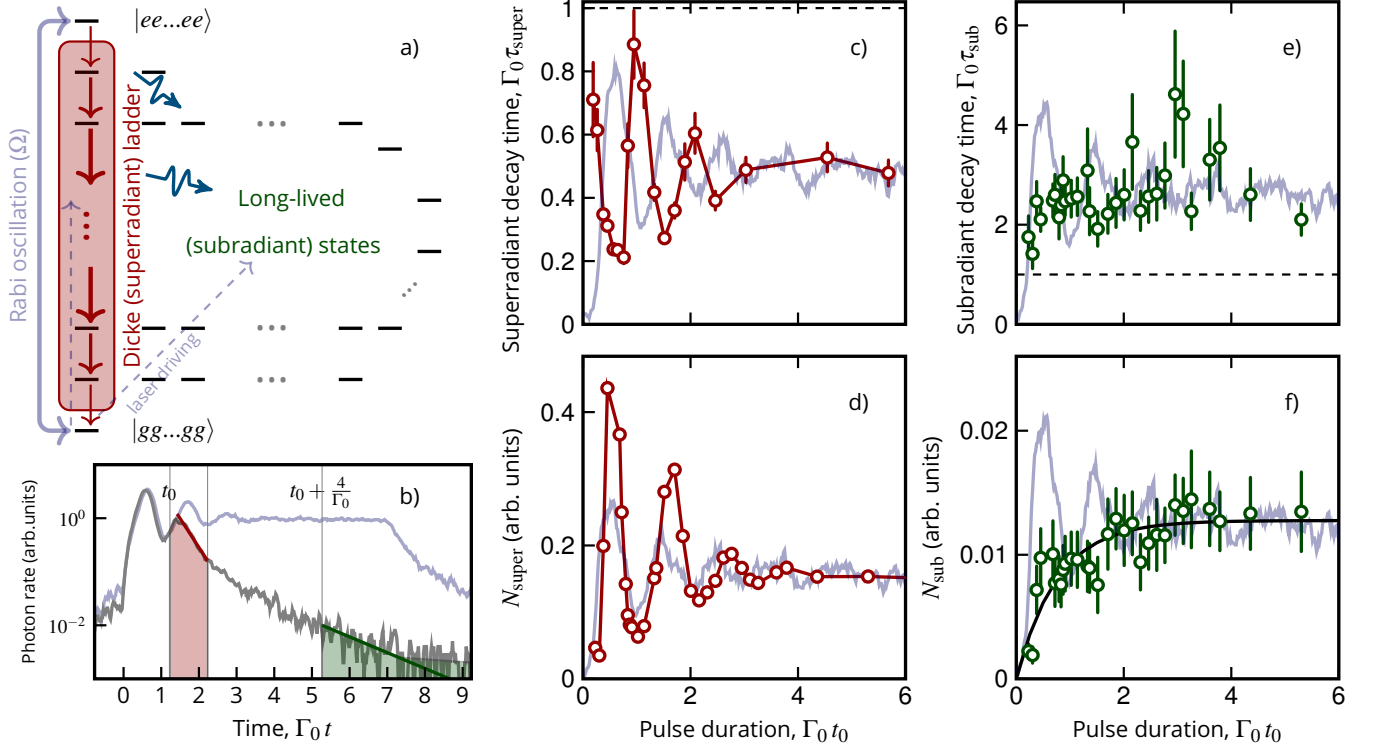 |ee...ee⟩
a)
Rabi oscillation (Ω)
Dicke (superradiant) ladder
...
Long-lived
(subradiant) states
...
...
laser driving
...
|gg...gg⟩
b)
t₀
t₀ + 4/Γ₀
Photon rate (arb.units)
10⁰
10⁻²
0 1 2 3 4 5 6 7 8 9
Time, Γ₀ t
c)
Superradiant decay time, Γ₀ τsuper
1
0.8
0.6
0.4
0.2
0
d)
Nsuper (arb. units)
0.4
0.2
0
0 2 4 6
Pulse duration, Γ₀ t₀
e)
Subradiant decay time, Γ₀ τsub
6
4
2
0
f)
Nsub (arb. units)
0.02
0.01
0
0 2 4 6
Pulse duration, Γ₀ t₀